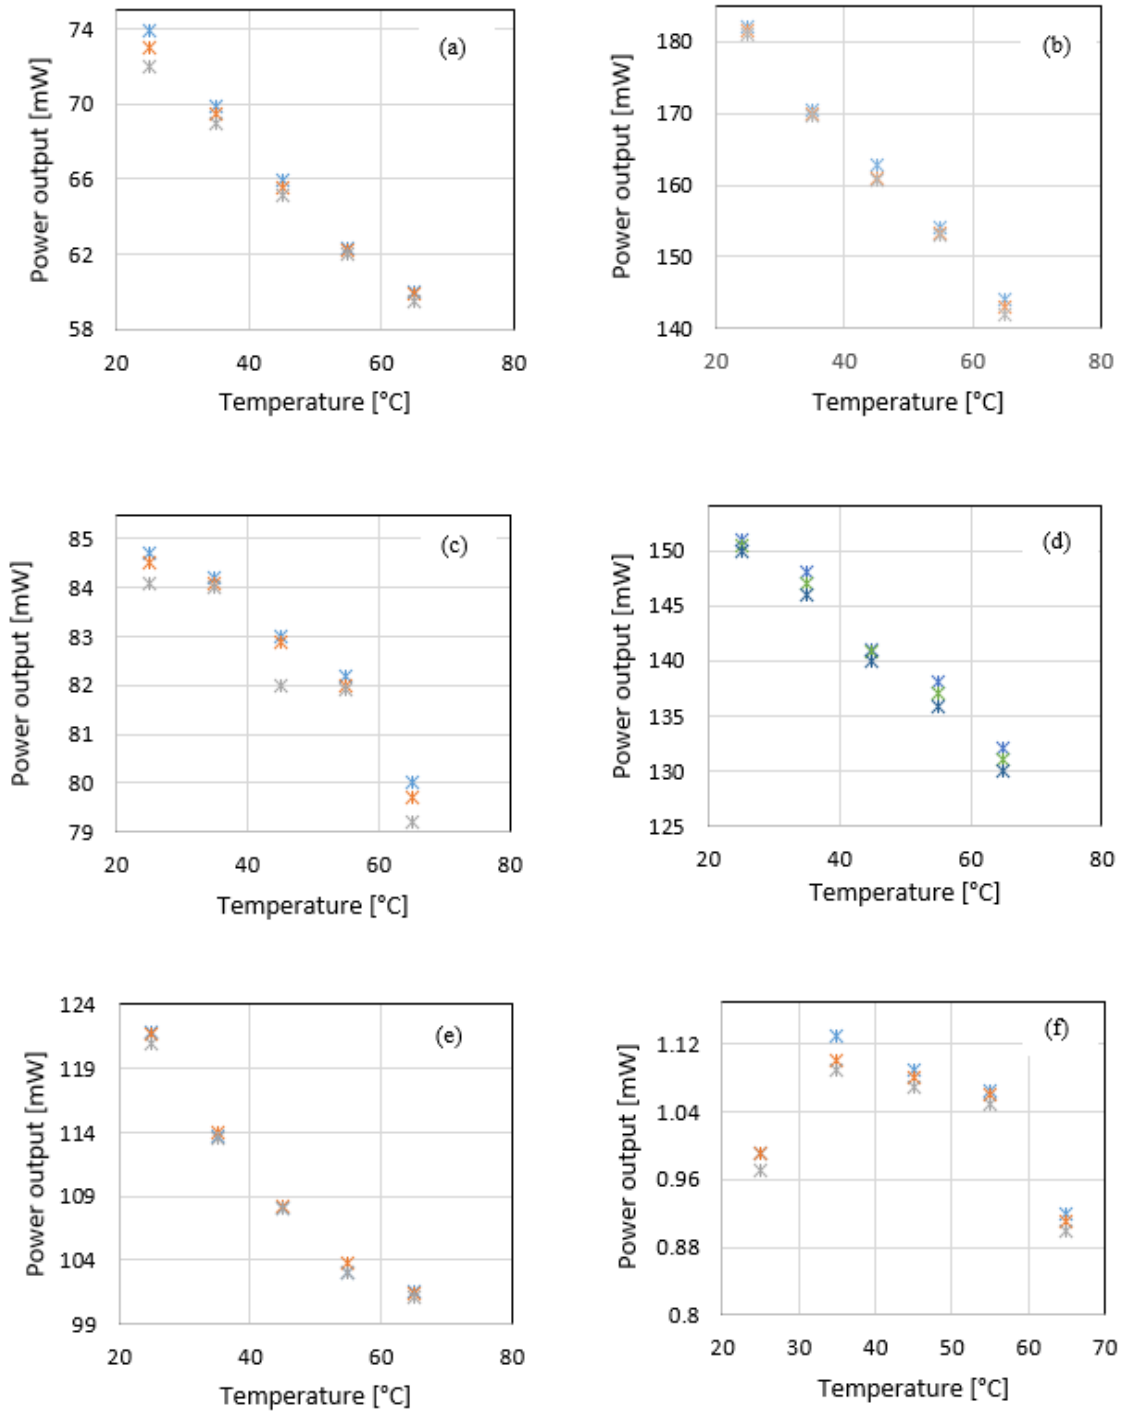 74
70
66
62
58
20 40 60 80
Power output [mW]
Temperature [°C]
(a)
180
170
160
150
140
20 40 60 80
Power output [mW]
Temperature [°C]
(b)
85
84
83
82
81
80
79
20 40 60 80
Power output [mW]
Temperature [°C]
(c)
150
145
140
135
130
125
20 40 60 80
Power output [mW]
Temperature [°C]
(d)
124
119
114
109
104
99
20 40 60 80
Power output [mW]
Temperature [°C]
(e)
1.12
1.04
0.96
0.88
0.8
20 30 40 50 60 70
Power output [mW]
Temperature [°C]
(f)